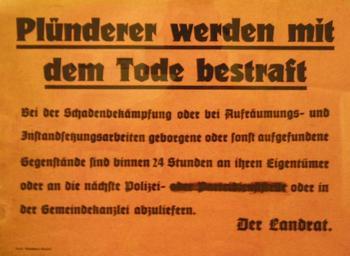 Plünderer werden mit
dem Tode bestraft
Bei der Schadenbekämpfung oder bei Aufräumungs- und
Instandsetzungsarbeiten geborgene oder sonst aufgefundene
Gegenstände sind binnen 24 Stunden an ihren Eigentümer
oder an die nächste Polizei- oder in
der Gemeindekanzlei abzuliefern.
Der Landrat.